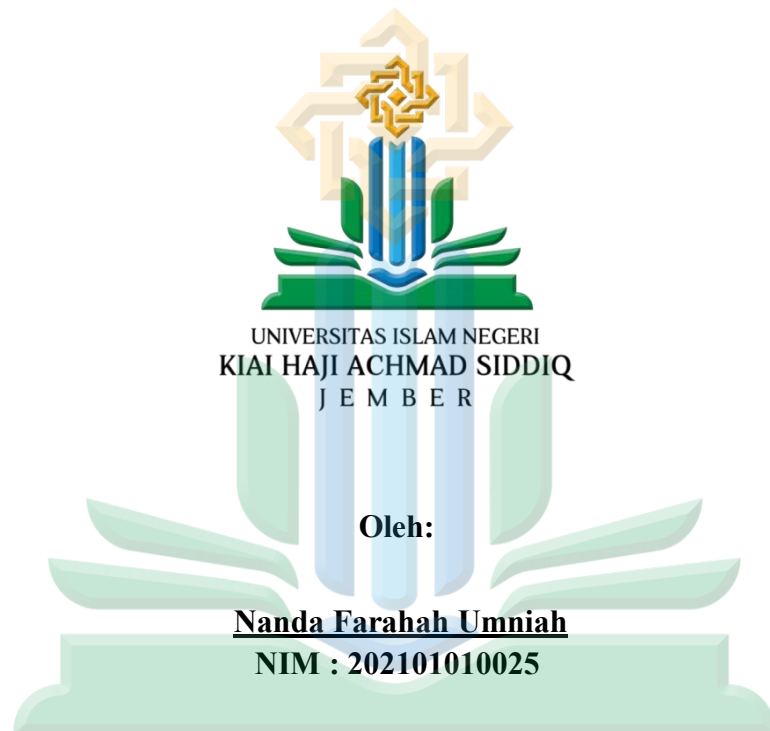 UNIVERSITAS ISLAM NEGERI
KIAI HAJI ACHMAD SIDDIQ
J E M B E R
Oleh:
Nanda Farahah Umniah
NIM : 202101010025